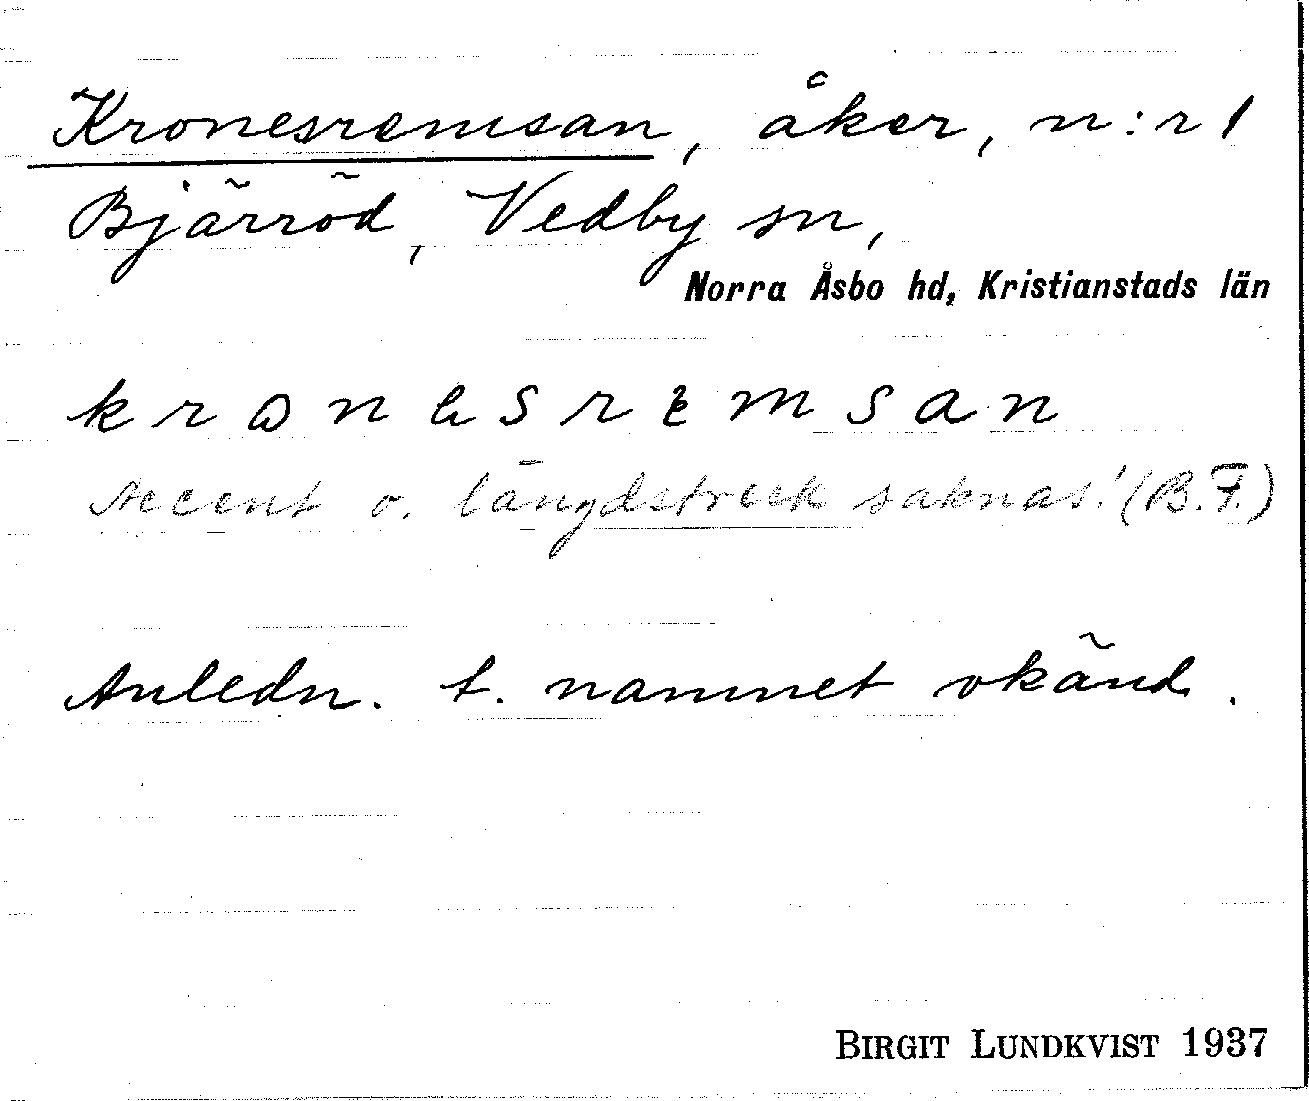 Kronesremsan, åker, n:r 1
Bjärröd, Vedby sn,
Norra Åsbo hd, Kristianstads län
k r o n e s r e m s a n
Accent o. längdstreck saknas! (B.F.)
Anledn. t. namnet okänd.
BIRGIT LUNDKVIST 1937